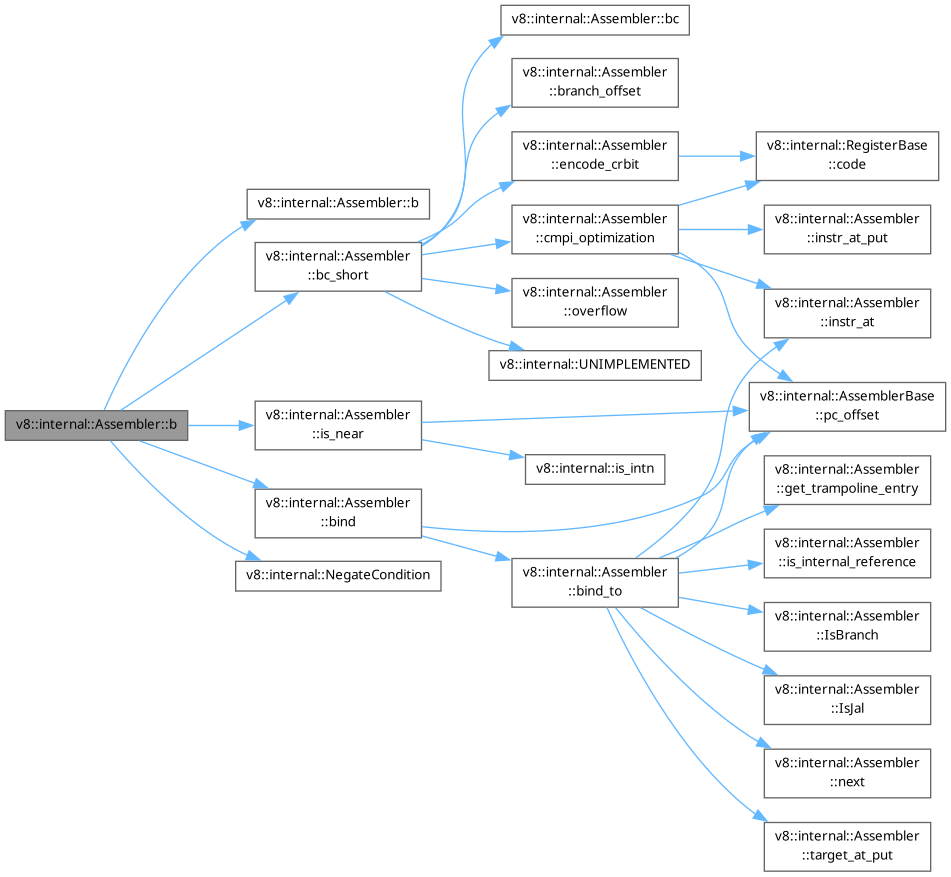 v8::internal::Assembler::b
v8::internal::Assembler::b
v8::internal::Assembler
::bc_short
v8::internal::Assembler
::is_near
v8::internal::Assembler
::bind
v8::internal::NegateCondition
v8::internal::Assembler::bc
v8::internal::Assembler
::branch_offset
v8::internal::Assembler
::encode_crbit
v8::internal::Assembler
::cmpi_optimization
v8::internal::Assembler
::overflow
v8::internal::UNIMPLEMENTED
v8::internal::is_intn
v8::internal::Assembler
::bind_to
v8::internal::RegisterBase
::code
v8::internal::Assembler
::instr_at_put
v8::internal::Assembler
::instr_at
v8::internal::AssemblerBase
::pc_offset
v8::internal::Assembler
::get_trampoline_entry
v8::internal::Assembler
::is_internal_reference
v8::internal::Assembler
::IsBranch
v8::internal::Assembler
::IsJal
v8::internal::Assembler
::next
v8::internal::Assembler
::target_at_put